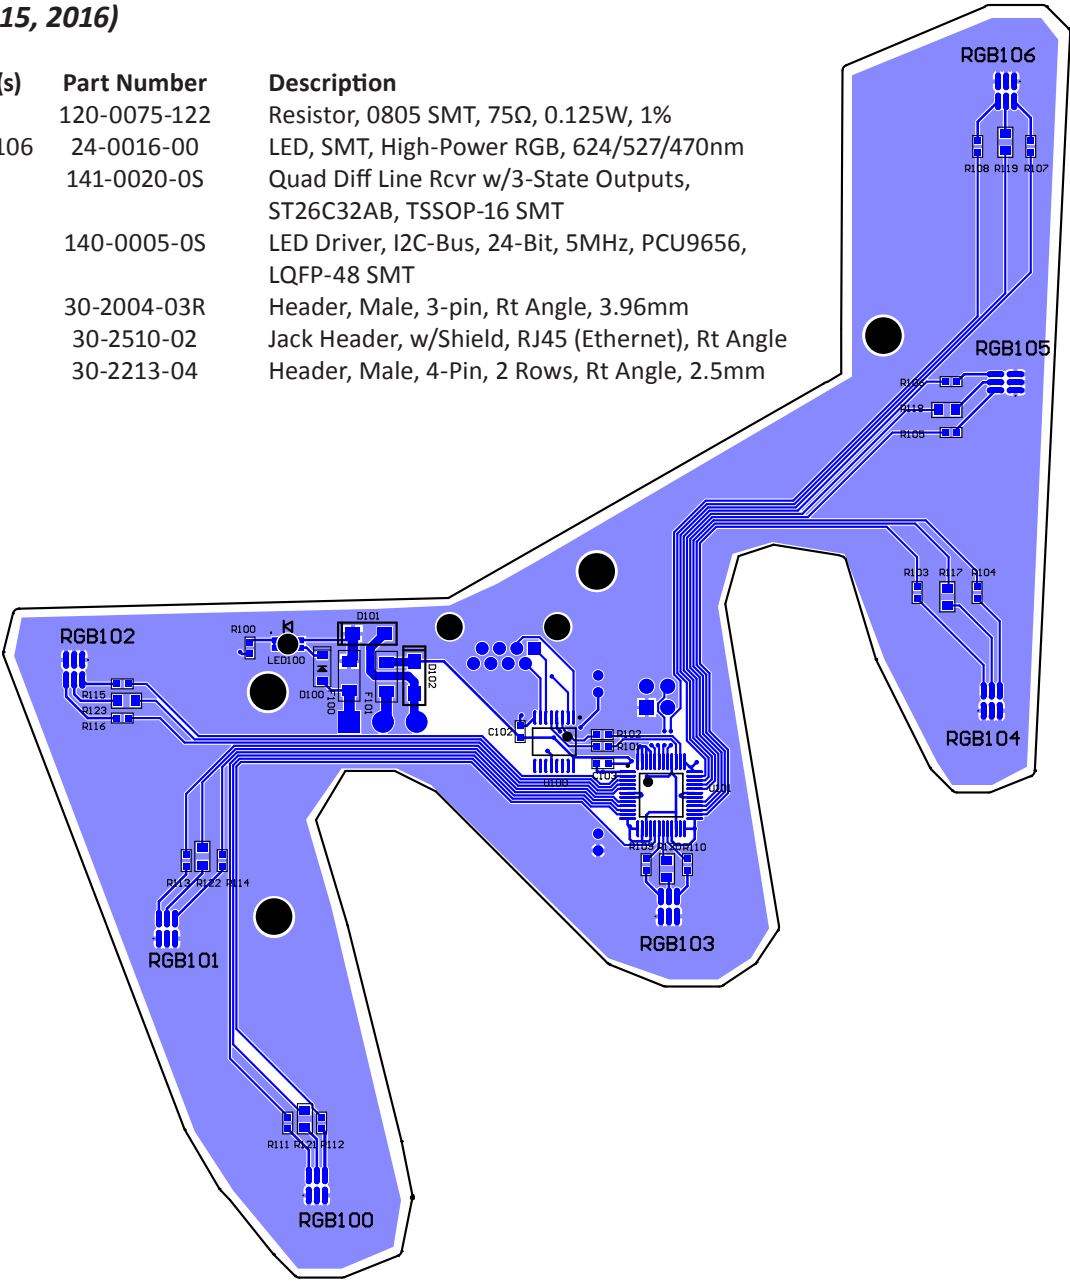 15, 2016)
(s) Part Number Description
120-0075-122 Resistor, 0805 SMT, 75Ω, 0.125W, 1%
106 24-0016-00 LED, SMT, High-Power RGB, 624/527/470nm
141-0020-0S Quad Diff Line Rcvr w/3-State Outputs,
ST26C32AB, TSSOP-16 SMT
140-0005-0S LED Driver, I2C-Bus, 24-Bit, 5MHz, PCU9656,
LQFP-48 SMT
30-2004-03R Header, Male, 3-pin, Rt Angle, 3.96mm
30-2510-02 Jack Header, w/Shield, RJ45 (Ethernet), Rt Angle
30-2213-04 Header, Male, 4-Pin, 2 Rows, Rt Angle, 2.5mm
RGB106
R108 R119 R107
RGB105
R106
R118
R105
R103 R117 R104
RGB104
RGB102
R100
LED100
D101
D100
F100
F101
D102
R115
R123
R116
C102
R102
R101
U100
C103
U101
R109 R120 R110
RGB103
R113 R122 R114
RGB101
R111 R121 R112
RGB100